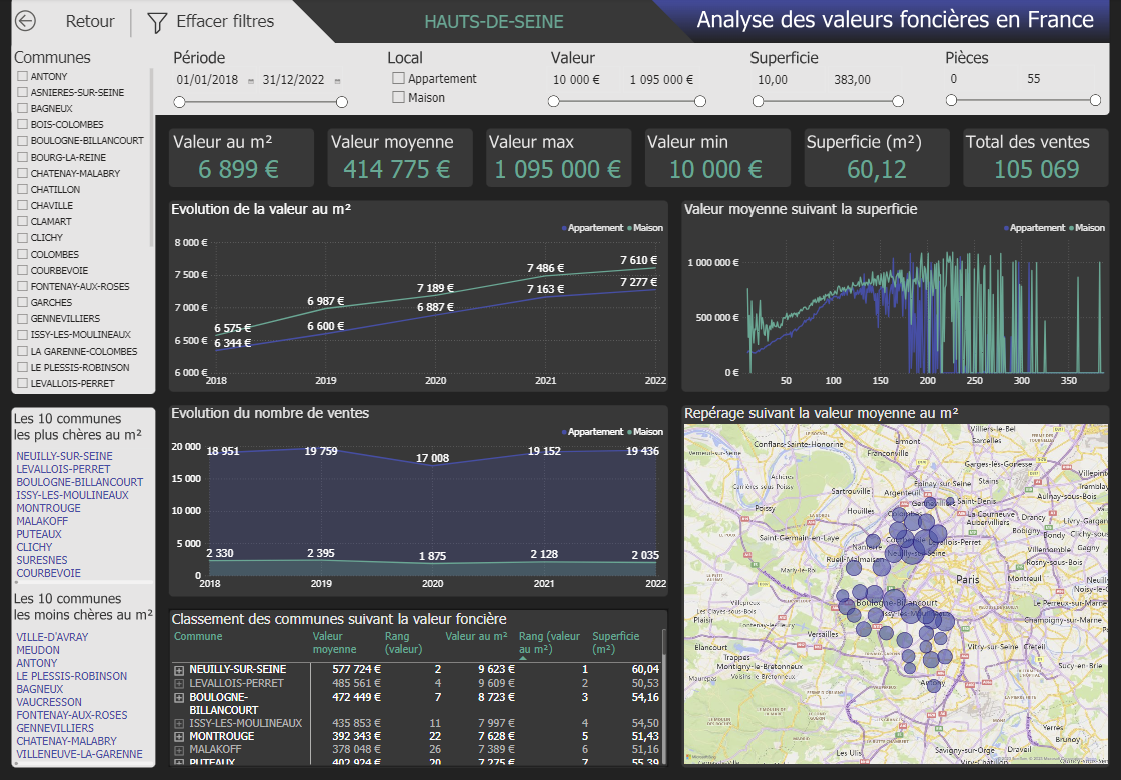 Retour
Effacer filtres
HAUTS-DE-SEINE
Analyse des valeurs foncières en France
Communes
ANTONY
ASNIERES-SUR-SEINE
BAGNEUX
BOIS-COLOMBES
BOULOGNE-BILLANCOURT
BOURG-LA-REINE
CHATENAY-MALABRY
CHATILLON
CHAVILLE
CLAMART
CLICHY
COLOMBES
COURBEVOIE
FONTENAY-AUX-ROSES
GARCHES
GENNEVILLIERS
ISSY-LES-MOULINEAUX
LA GARENNE-COLOMBES
LE PLESSIS-ROBINSON
LEVALLOIS-PERRET
Période
01/01/2018 31/12/2022
Local
Appartement
Maison
Valeur
10 000 € 1 095 000 €
Superficie
10,00 383,00
Pièces
0 55
Valeur au m²
6 899 €
Valeur moyenne
414 775 €
Valeur max
1 095 000 €
Valeur min
10 000 €
Superficie (m²)
60,12
Total des ventes
105 069
Evolution de la valeur au m²
Appartement Maison
8 000 €
7 500 €
7 000 €
6 500 €
6 000 €
6 575 € 6 987 € 7 189 € 7 486 € 7 610 €
6 344 € 6 600 € 6 887 € 7 163 € 7 277 €
2018 2019 2020 2021 2022
Valeur moyenne suivant la superficie
Appartement Maison
1 000 000 €
500 000 €
0 €
50 100 150 200 250 300 350
Les 10 communes
les plus chères au m²
NEUILLY-SUR-SEINE
LEVALLOIS-PERRET
BOULOGNE-BILLANCOURT
ISSY-LES-MOULINEAUX
MONTROUGE
MALAKOFF
PUTEAUX
CLICHY
SURESNES
COURBEVOIE
Les 10 communes
les moins chères au m²
VILLE-D'AVRAY
MEUDON
ANTONY
LE PLESSIS-ROBINSON
BAGNEUX
VAUCRESSON
FONTENAY-AUX-ROSES
GENNEVILLIERS
CHATENAY-MALABRY
VILLENEUVE-LA-GARENNE
Evolution du nombre de ventes
Appartement Maison
20 000
15 000
10 000
5 000
0
18 951 19 759 17 008 19 152 19 436
2 330 2 395 1 875 2 128 2 035
2018 2019 2020 2021 2022
Classement des communes suivant la valeur foncière
Commune Valeur moyenne Rang (valeur) Valeur au m² Rang (valeur au m²) Superficie (m²)
NEUILLY-SUR-SEINE 577 724 € 2 9 623 € 1 60,04
LEVALLOIS-PERRET 485 561 € 4 9 609 € 2 50,53
BOULOGNE-BILLANCOURT 472 449 € 7 8 723 € 3 54,16
ISSY-LES-MOULINEAUX 435 853 € 11 7 997 € 4 54,50
MONTROUGE 392 343 € 22 7 628 € 5 51,43
MALAKOFF 378 048 € 26 7 389 € 6 51,16
PUTEAUX 402 924 € 20 7 275 € 7 55,39
Repérage suivant la valeur moyenne au m²
Villiers-le-Bel
Conflans-Sainte-Honorine
Ermont
Sarcelles
Franconville
Garges-lès-Gonesse
Epinay-sur-Seine
Stains
Achères
Sartrouville
Argenteuil
Saint-Denis
Aulnay-sous-Bois
Poissy
Houilles
La Courneuve
Drancy
Aubervilliers
Bobigny
Bondy
Saint-Germain-en-Laye
Nanterre
Levallois-Perret
Villemomble
Gagny
Rueil-Malmaison
Neuilly-sur-Seine
Rosny-sous-Bois
Marly-le-Roi
Paris
Montreuil
Villepreux
Boulogne-Billancourt
Le Perreux-sur-Marne
Les Clayes-sous-Bois
Fontenay-le-Fleury
Champigny-sur-Marne
Versailles
Elancourt
Trappes
Montigny-le-Bretonneux
Voisins-le-Bretonneux
Maurepas
Sucy-en-Brie
Antony
Yerres
Brunoy
Les Ulis
Savigny-sur-Orge
Draveil